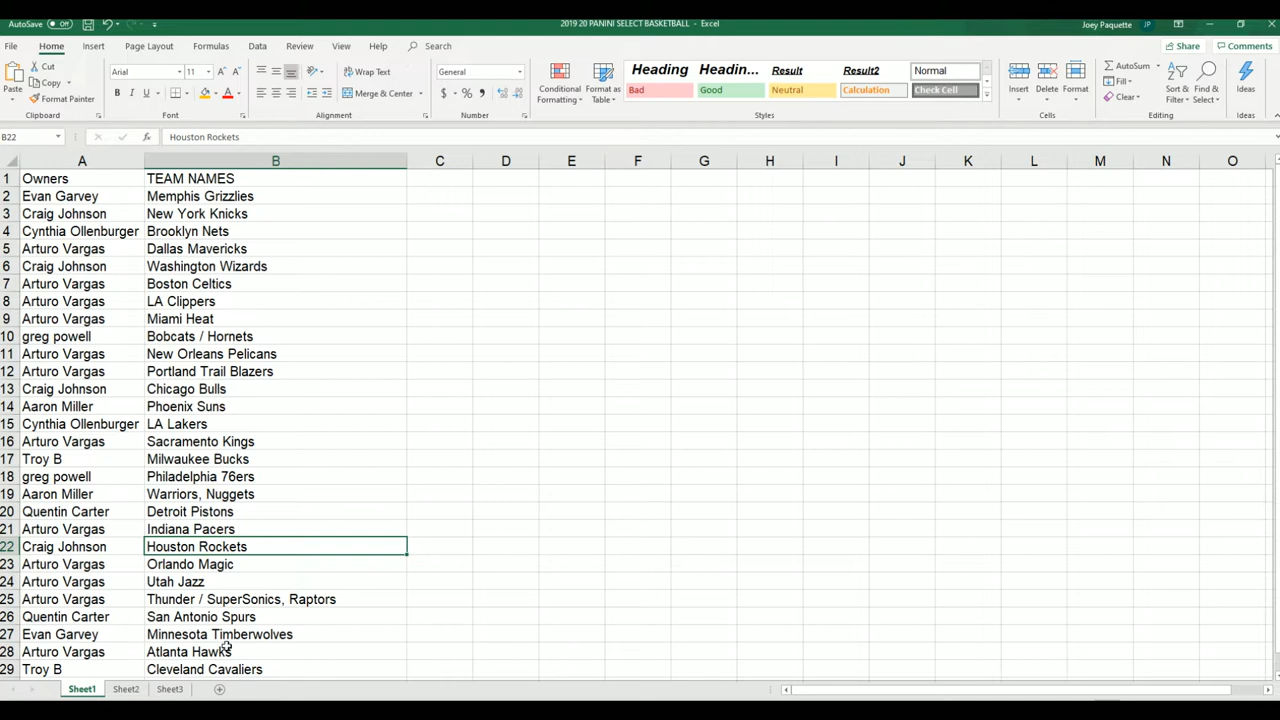 AutoSave Off 2019 20 PANINI SELECT BASKETBALL - Excel Joey Paquette JP
File Home Insert Page Layout Formulas Data Review View Help Search Share Comments
Paste Cut Copy Format Painter Clipboard
Arial 11 A A B I U A Font
Wrap Text Merge & Center Alignment
General $ % , Number
Conditional Formatting Format as Table
Heading Headin... Result Result2 Normal
Bad Good Neutral Calculation Check Cell
Styles
Insert Delete Format Cells
AutoSum Fill Clear Sort & Filter Find & Select Editing
Ideas Ideas
B22 fx Houston Rockets
A B C D E F G H I J K L M N O
1 Owners TEAM NAMES
2 Evan Garvey Memphis Grizzlies
3 Craig Johnson New York Knicks
4 Cynthia Ollenburger Brooklyn Nets
5 Arturo Vargas Dallas Mavericks
6 Craig Johnson Washington Wizards
7 Arturo Vargas Boston Celtics
8 Arturo Vargas LA Clippers
9 Arturo Vargas Miami Heat
10 greg powell Bobcats / Hornets
11 Arturo Vargas New Orleans Pelicans
12 Arturo Vargas Portland Trail Blazers
13 Craig Johnson Chicago Bulls
14 Aaron Miller Phoenix Suns
15 Cynthia Ollenburger LA Lakers
16 Arturo Vargas Sacramento Kings
17 Troy B Milwaukee Bucks
18 greg powell Philadelphia 76ers
19 Aaron Miller Warriors, Nuggets
20 Quentin Carter Detroit Pistons
21 Arturo Vargas Indiana Pacers
22 Craig Johnson Houston Rockets
23 Arturo Vargas Orlando Magic
24 Arturo Vargas Utah Jazz
25 Arturo Vargas Thunder / SuperSonics, Raptors
26 Quentin Carter San Antonio Spurs
27 Evan Garvey Minnesota Timberwolves
28 Arturo Vargas Atlanta Hawks
29 Troy B Cleveland Cavaliers
Sheet1 Sheet2 Sheet3